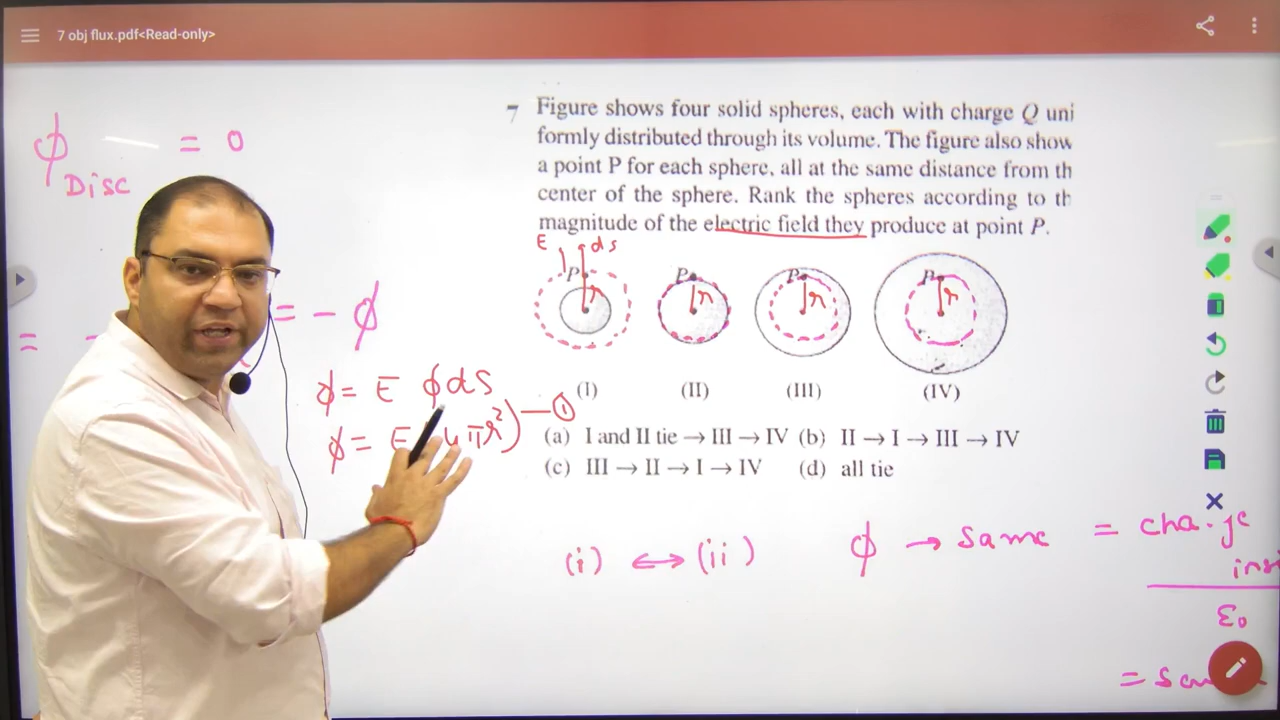 7 obj flux.pdf<Read-only>
ϕ Disc = 0
= - = - ϕ
ϕ = E ϕ ds
ϕ = E 4πr²) — ①
7 Figure shows four solid spheres, each with charge Q uni
formly distributed through its volume. The figure also show
a point P for each sphere, all at the same distance from th
center of the sphere. Rank the spheres according to th
magnitude of the electric field they produce at point P.
E ds
P P P P
r r r r
(I) (II) (III) (IV)
(a) I and II tie → III → IV (b) II → I → III → IV
(c) III → II → I → IV (d) all tie
(i) ↔ (ii) ϕ → same = charge
ε₀
=